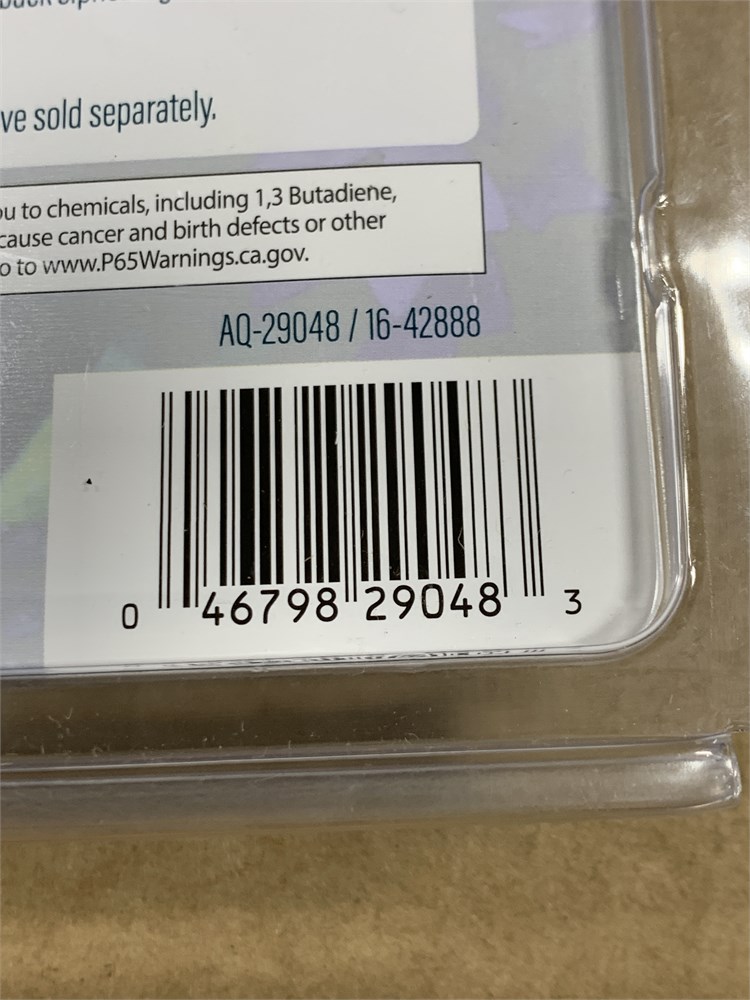 ve sold separately.
ou to chemicals, including 1,3 Butadiene,
cause cancer and birth defects or other
o to www.P65Warnings.ca.gov.
AQ-29048 / 16-42888
0 46798 29048 3